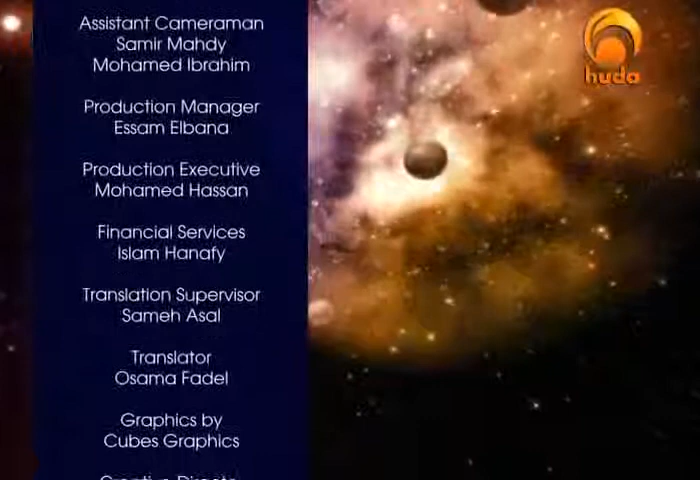 Assistant Cameraman
Samir Mahdy
Mohamed Ibrahim
Production Manager
Essam Elbana
Production Executive
Mohamed Hassan
Financial Services
Islam Hanafy
Translation Supervisor
Sameh Asal
Translator
Osama Fadel
Graphics by
Cubes Graphics
huda